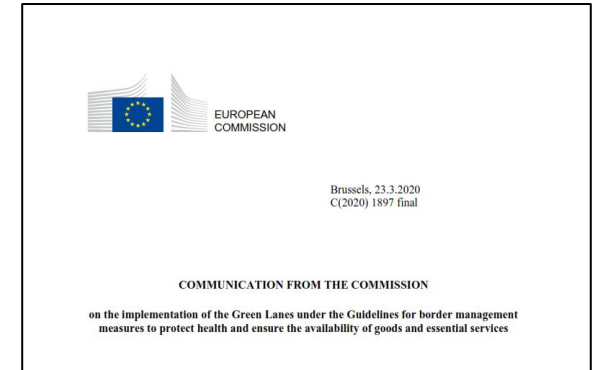 EUROPEAN
COMMISSION
Brussels, 23.3.2020
C(2020) 1897 final
COMMUNICATION FROM THE COMMISSION
on the implementation of the Green Lanes under the Guidelines for border management
measures to protect health and ensure the availability of goods and essential services